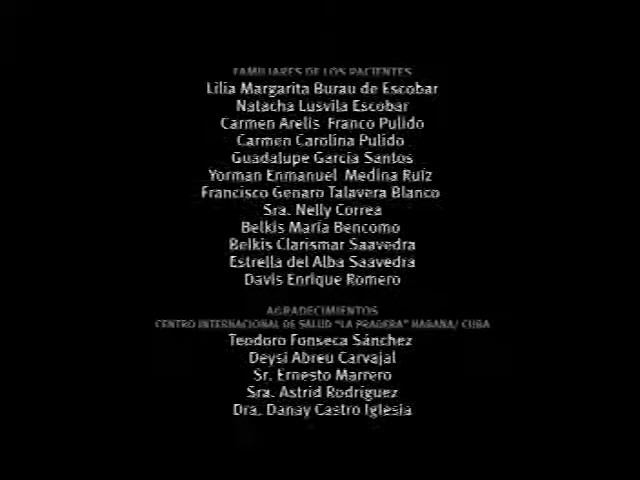 FAMILIARES DE LOS PACIENTES
Lilia Margarita Burau de Escobar
Natacha Lusvila Escobar
Carmen Arelis Franco Pulido
Carmen Carolina Pulido
Guadalupe García Santos
Yorman Enmanuel Medina Ruiz
Francisco Genaro Talavera Blanco
Sra. Nelly Correa
Belkis María Bencomo
Belkis Clarismar Saavedra
Estrella del Alba Saavedra
Davis Enrique Romero
AGRADECIMIENTOS
CENTRO INTERNACIONAL DE SALUD "LA PRADERA" HABANA/ CUBA
Teodoro Fonseca Sánchez
Deysi Abreu Carvajal
Sr. Ernesto Marrero
Sra. Astrid Rodríguez
Dra. Danay Castro Iglesia